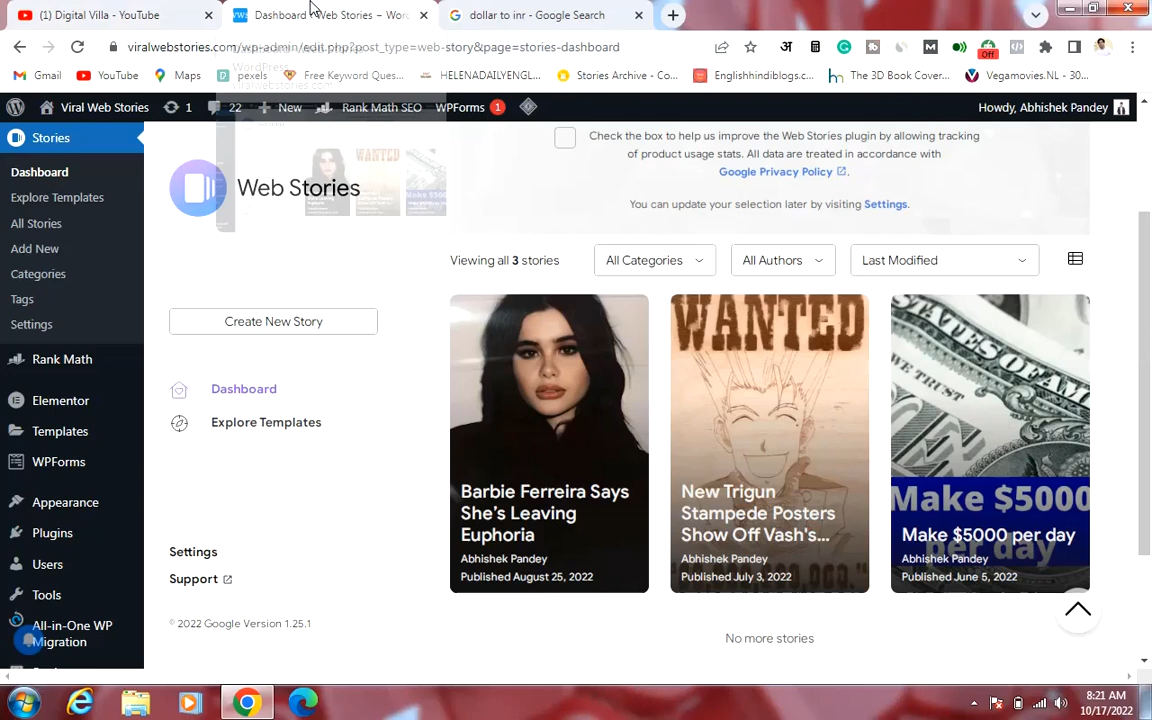 (1) Digital Villa - YouTube
Dashboard ‹ Web Stories — Wor
dollar to inr - Google Search
viralwebstories.com/wp-admin/edit.php?post_type=web-story&page=stories-dashboard
Gmail
YouTube
Maps
pexels
Free Keyword Ques...
HELENADAILYENGL...
Stories Archive - Co...
Englishhindiblogs.c...
The 3D Book Cover...
Vegamovies.NL - 30...
Off
अ
Viral Web Stories
1
22
New
Rank Math SEO
WPForms
1
Howdy, Abhishek Pandey
Stories
Dashboard
Explore Templates
All Stories
Add New
Categories
Tags
Settings
Rank Math
Elementor
Templates
WPForms
Appearance
Plugins
Users
Tools
All-in-One WP
Migration
Web Stories
Create New Story
Dashboard
Explore Templates
Settings
Support
© 2022 Google Version 1.25.1
Check the box to help us improve the Web Stories plugin by allowing tracking
of product usage stats. All data are treated in accordance with
Google Privacy Policy.
You can update your selection later by visiting Settings.
Viewing all 3 stories
All Categories
All Authors
Last Modified
Barbie Ferreira Says
She's Leaving
Euphoria
Abhishek Pandey
Published August 25, 2022
WANTED
New Trigun
Stampede Posters
Show Off Vash's...
Abhishek Pandey
Published July 3, 2022
Make $5000
per day
Make $5000 per day
Abhishek Pandey
Published June 5, 2022
No more stories
8:21 AM
10/17/2022